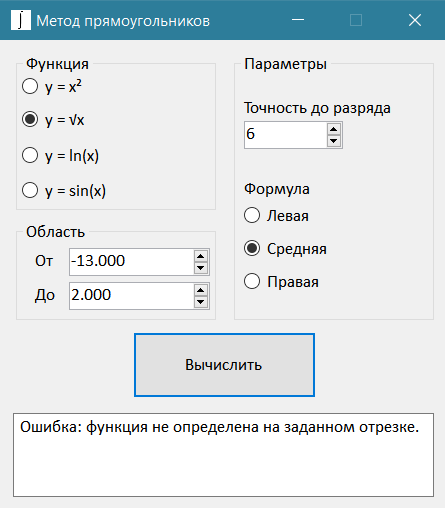 ∫ Метод прямоугольников
Функция
y = x²
y = √x
y = ln(x)
y = sin(x)
Область
От -13.000
До 2.000
Параметры
Точность до разряда
6
Формула
Левая
Средняя
Правая
Вычислить
Ошибка: функция не определена на заданном отрезке.